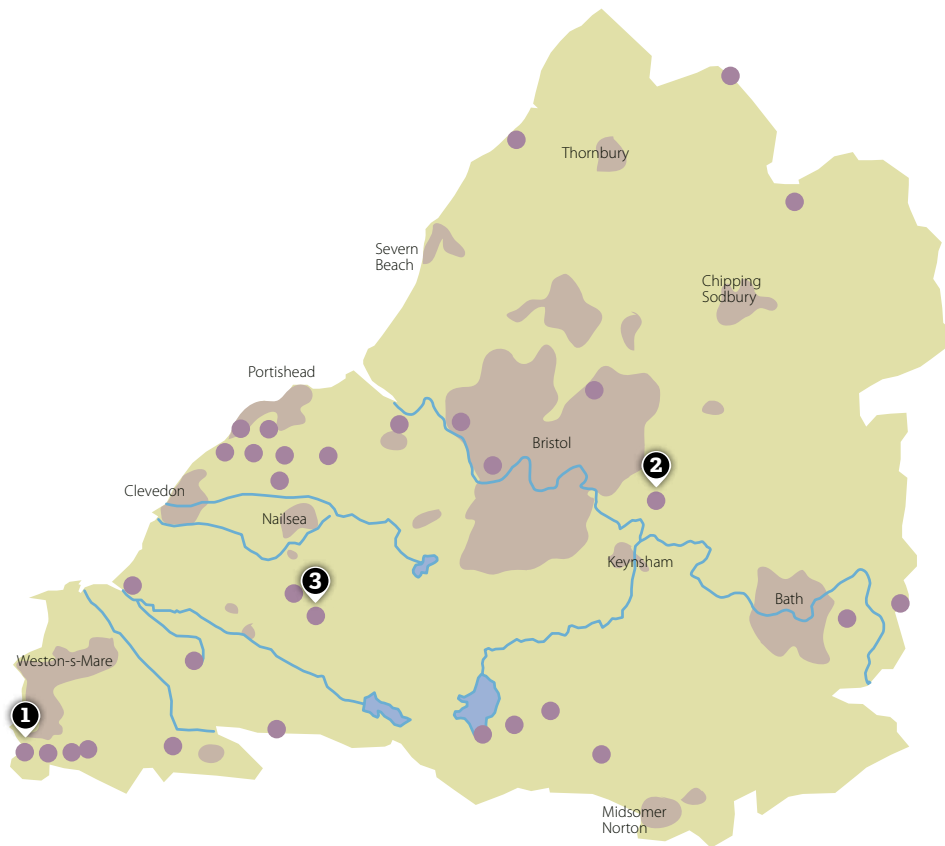 Thornbury
Severn
Beach
Chipping
Sodbury
Portishead
Bristol
2
Clevedon
Nailsea
Keynsham
3
Bath
Weston-s-Mare
1
Midsomer
Norton